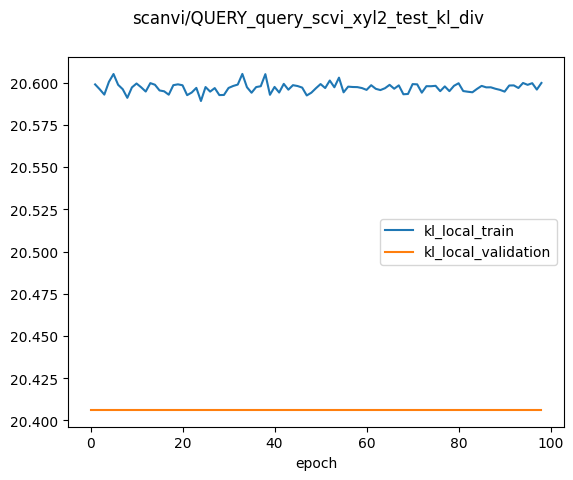 scanvi/QUERY_query_scvi_xyl2_test_kl_div
20.600
20.575
20.550
20.525
20.500
20.475
20.450
20.425
20.400
kl_local_train
kl_local_validation
0 20 40 60 80 100
epoch